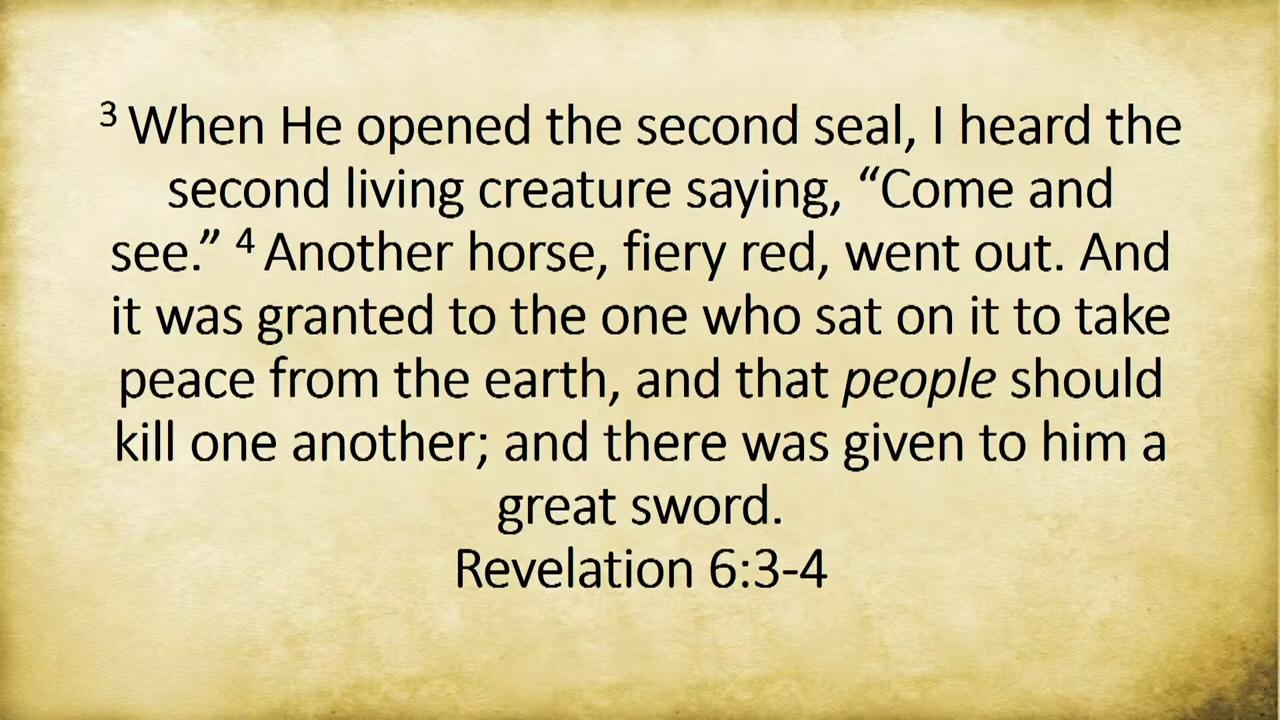 ³ When He opened the second seal, I heard the
second living creature saying, “Come and
see.” ⁴ Another horse, fiery red, went out. And
it was granted to the one who sat on it to take
peace from the earth, and that people should
kill one another; and there was given to him a
great sword.
Revelation 6:3-4